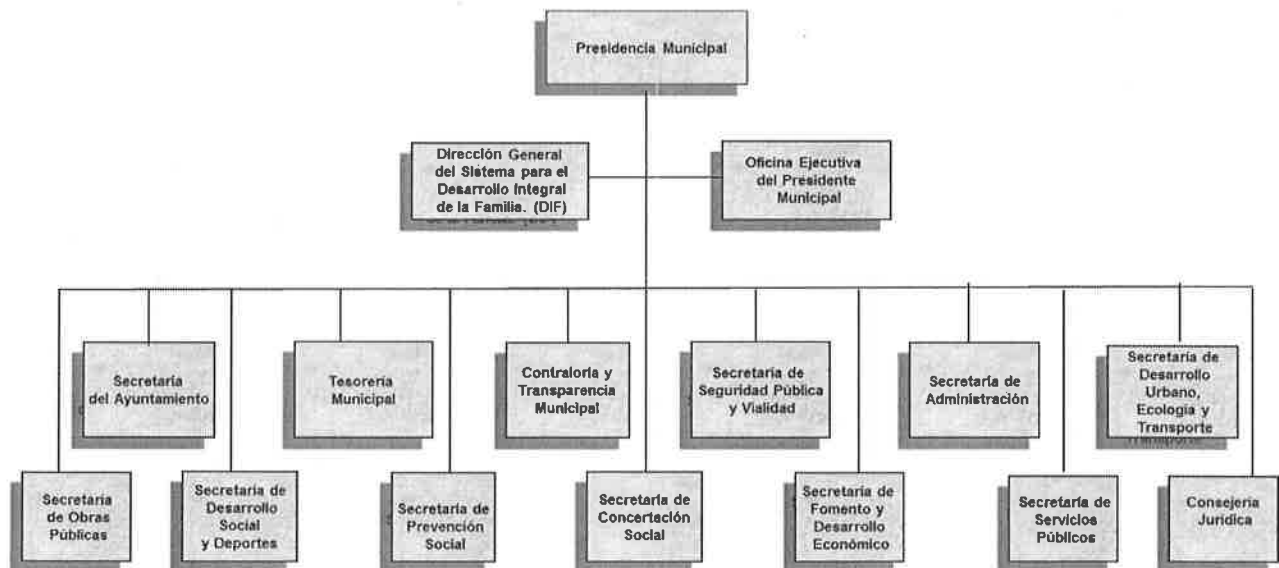 Presidencia Municipal
Dirección General
del Sistema para el
Desarrollo Integral
de la Familia. (DIF)
Oficina Ejecutiva
del Presidente
Municipal
Secretaría
del Ayuntamiento
Tesorería
Municipal
Contraloría y
Transparencia
Municipal
Secretaría de
Seguridad Pública
y Vialidad
Secretaría de
Administración
Secretaría de
Desarrollo
Urbano,
Ecología y
Transporte
Secretaría
de Obras
Públicas
Secretaría de
Desarrollo
Social
y Deportes
Secretaría de
Prevención
Social
Secretaría de
Concertación
Social
Secretaría de
Fomento y
Desarrollo
Económico
Secretaría de
Servicios
Públicos
Consejería
Jurídica